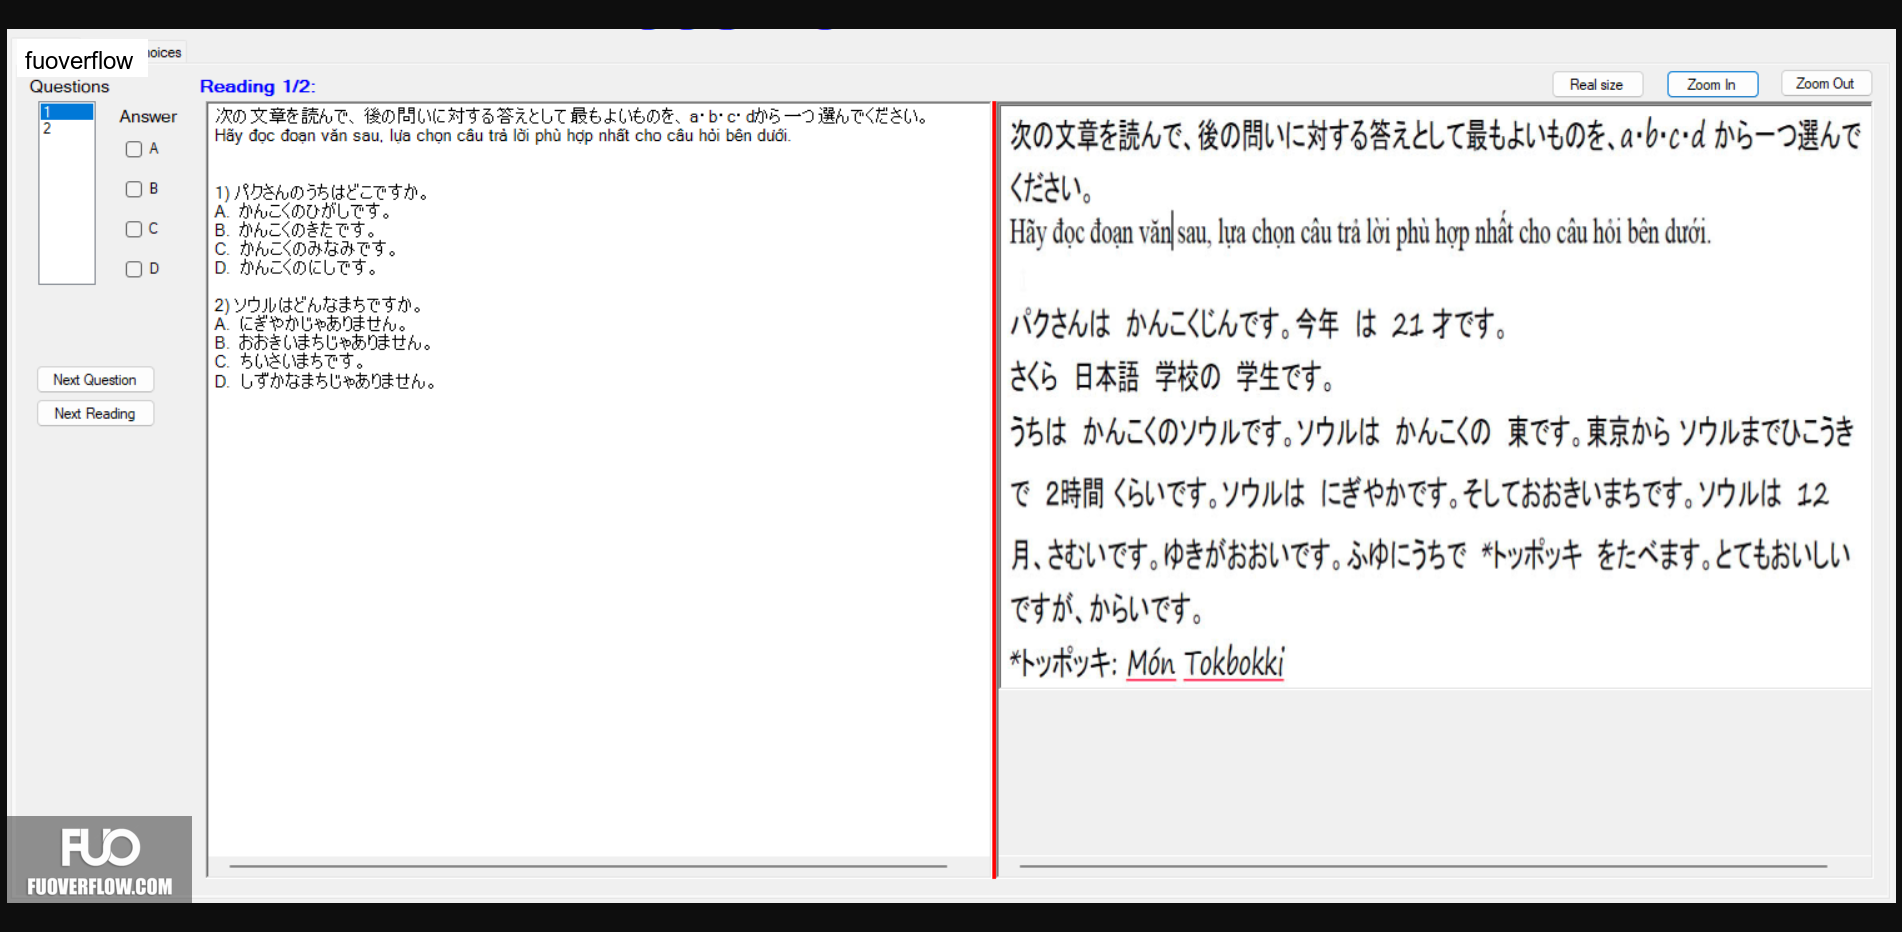 fuoverflow
oices
Questions
Reading 1/2:
Real size
Zoom In
Zoom Out
1
2
Answer
A
B
C
D
Next Question
Next Reading
次の文章を読んで、後の問いに対する答えとして最もよいものを、a・b・c・dから一つ選んでください。
Hãy đọc đoạn văn sau, lựa chọn câu trả lời phù hợp nhất cho câu hỏi bên dưới.
1) パクさんのうちはどこですか。
A. かんこくのひがしです。
B. かんこくのきたです。
C. かんこくのみなみです。
D. かんこくのにしです。
2) ソウルはどんなまちですか。
A. にぎやかじゃありません。
B. おおきいまちじゃありません。
C. ちいさいまちです。
D. しずかなまちじゃありません。
次の文章を読んで、後の問いに対する答えとして最もよいものを、a・b・c・d から一つ選んで
ください。
Hãy đọc đoạn văn sau, lựa chọn câu trả lời phù hợp nhất cho câu hỏi bên dưới.
パクさんは かんこくじんです。今年 は 21 才です。
さくら 日本語 学校の 学生です。
うちは かんこくのソウルです。ソウルは かんこくの 東です。東京から ソウルまでひこうき
で 2時間 くらいです。ソウルは にぎやかです。そしておおきいまちです。ソウルは 12
月、さむいです。ゆきがおおいです。ふゆにうちで *トッポッキ をたべます。とてもおいしい
ですが、からいです。
*トッポッキ: Món Tokbokki
FUO
FUOVERFLOW.COM